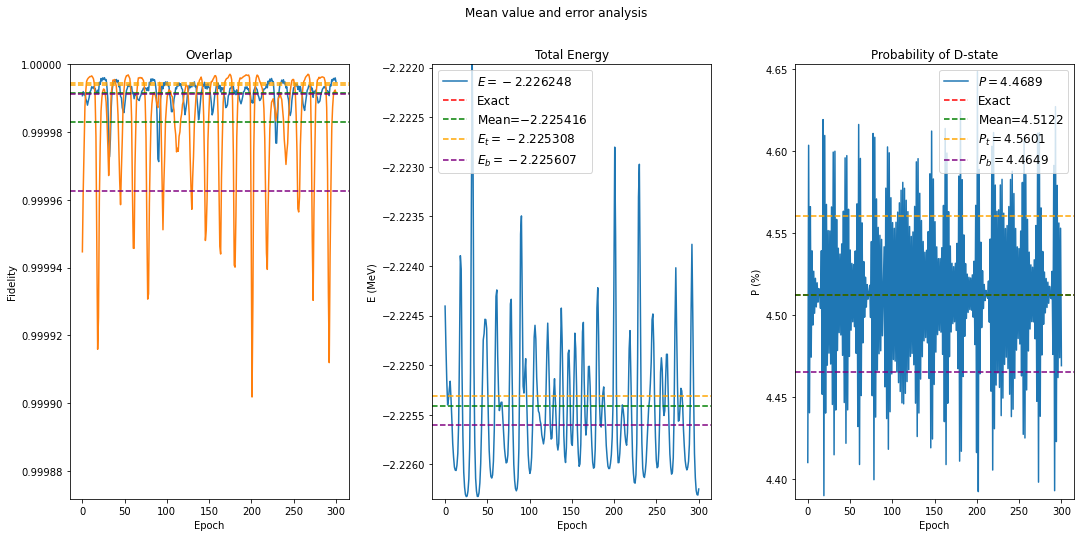 Mean value and error analysis
Overlap
Fidelity
1.00000
0.99998
0.99996
0.99994
0.99992
0.99990
0.99988
0 50 100 150 200 250 300
Epoch
Total Energy
E (MeV)
−2.2220
−2.2225
−2.2230
−2.2235
−2.2240
−2.2245
−2.2250
−2.2255
−2.2260
E = −2.226248
Exact
Mean=−2.225416
E_t = −2.225308
E_b = −2.225607
0 50 100 150 200 250 300
Epoch
Probability of D-state
P (%)
4.65
4.60
4.55
4.50
4.45
4.40
P = 4.4689
Exact
Mean=4.5122
P_t = 4.5601
P_b = 4.4649
0 50 100 150 200 250 300
Epoch